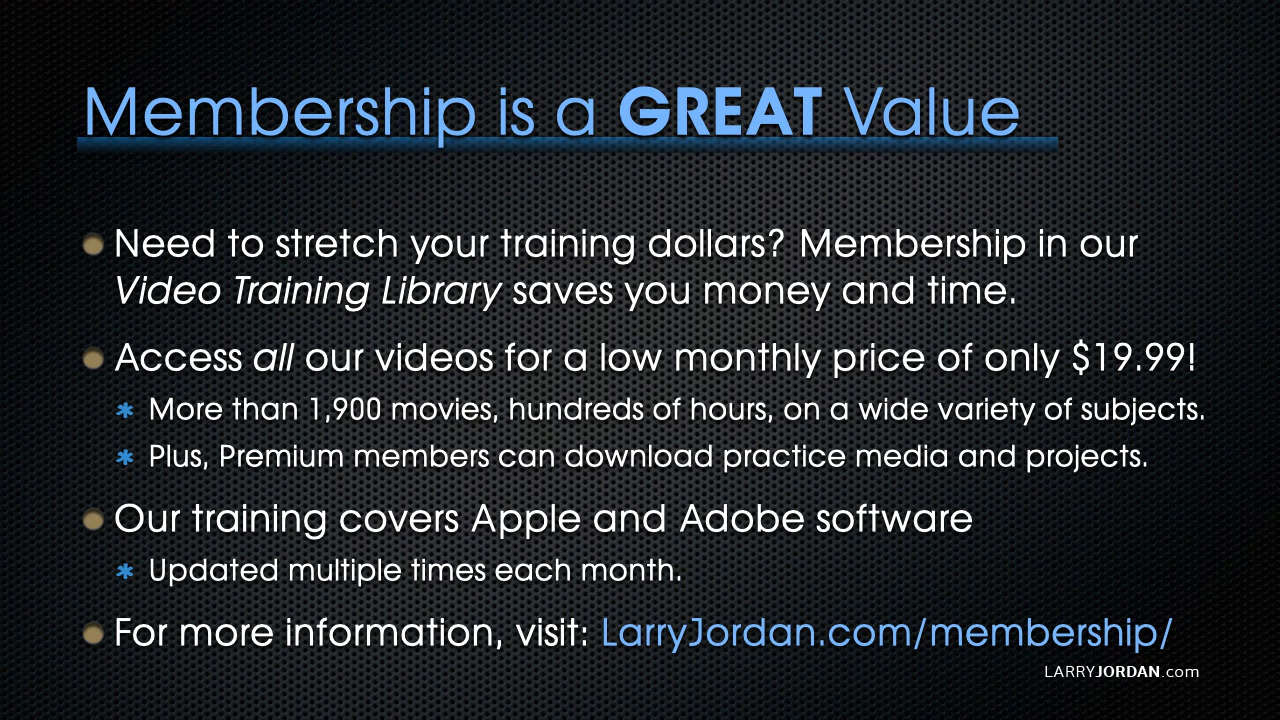 Membership is a GREAT Value
Need to stretch your training dollars? Membership in our
Video Training Library saves you money and time.
Access all our videos for a low monthly price of only $19.99!
More than 1,900 movies, hundreds of hours, on a wide variety of subjects.
Plus, Premium members can download practice media and projects.
Our training covers Apple and Adobe software
Updated multiple times each month.
For more information, visit: LarryJordan.com/membership/
LARRYJORDAN.com